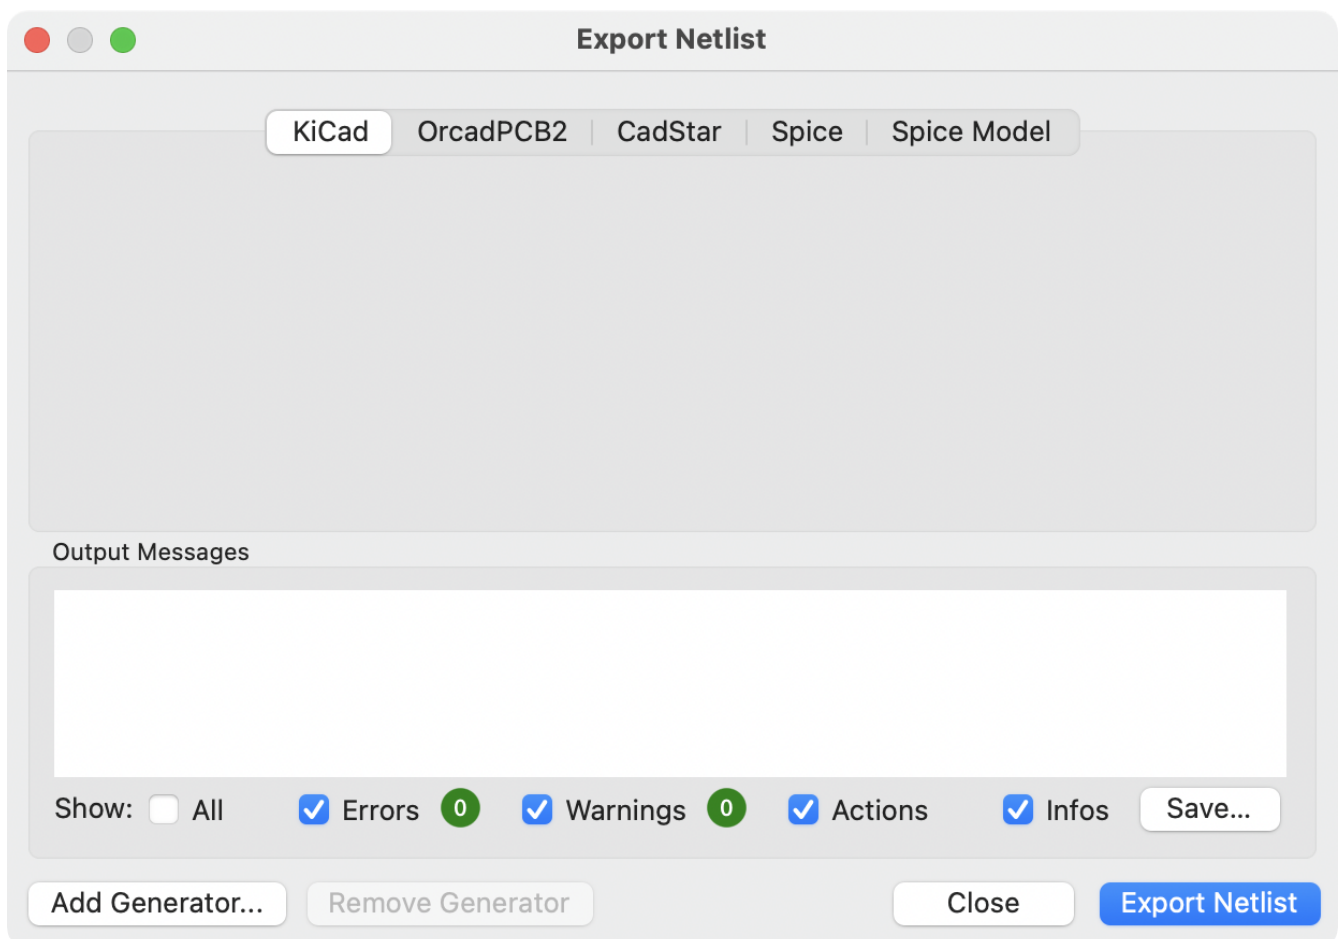 Export Netlist
KiCad OrcadPCB2 CadStar Spice Spice Model
Output Messages
Show: All Errors 0 Warnings 0 Actions Infos Save...
Add Generator... Remove Generator Close Export Netlist